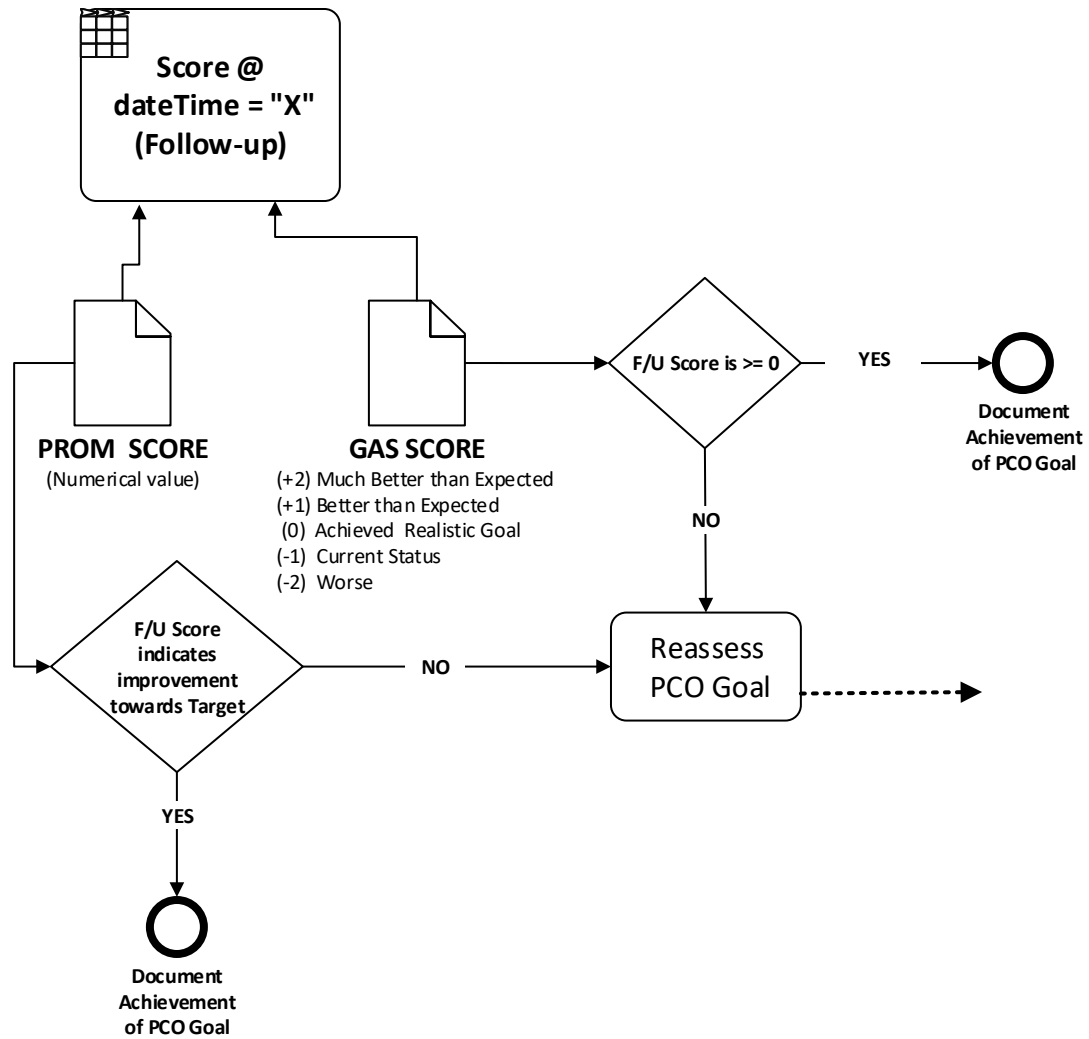 Score @
dateTime = "X"
(Follow-up)
PROM  SCORE
(Numerical value)
GAS SCORE
(+2) Much Better than Expected
(+1) Better than Expected
(0)  Achieved  Realistic Goal
(-1)  Current Status
(-2)  Worse
F/U Score is >= 0
YES
Document
Achievement
of PCO Goal
NO
F/U Score
indicates
improvement
towards Target
NO
Reassess
PCO Goal
YES
Document
Achievement
of PCO Goal